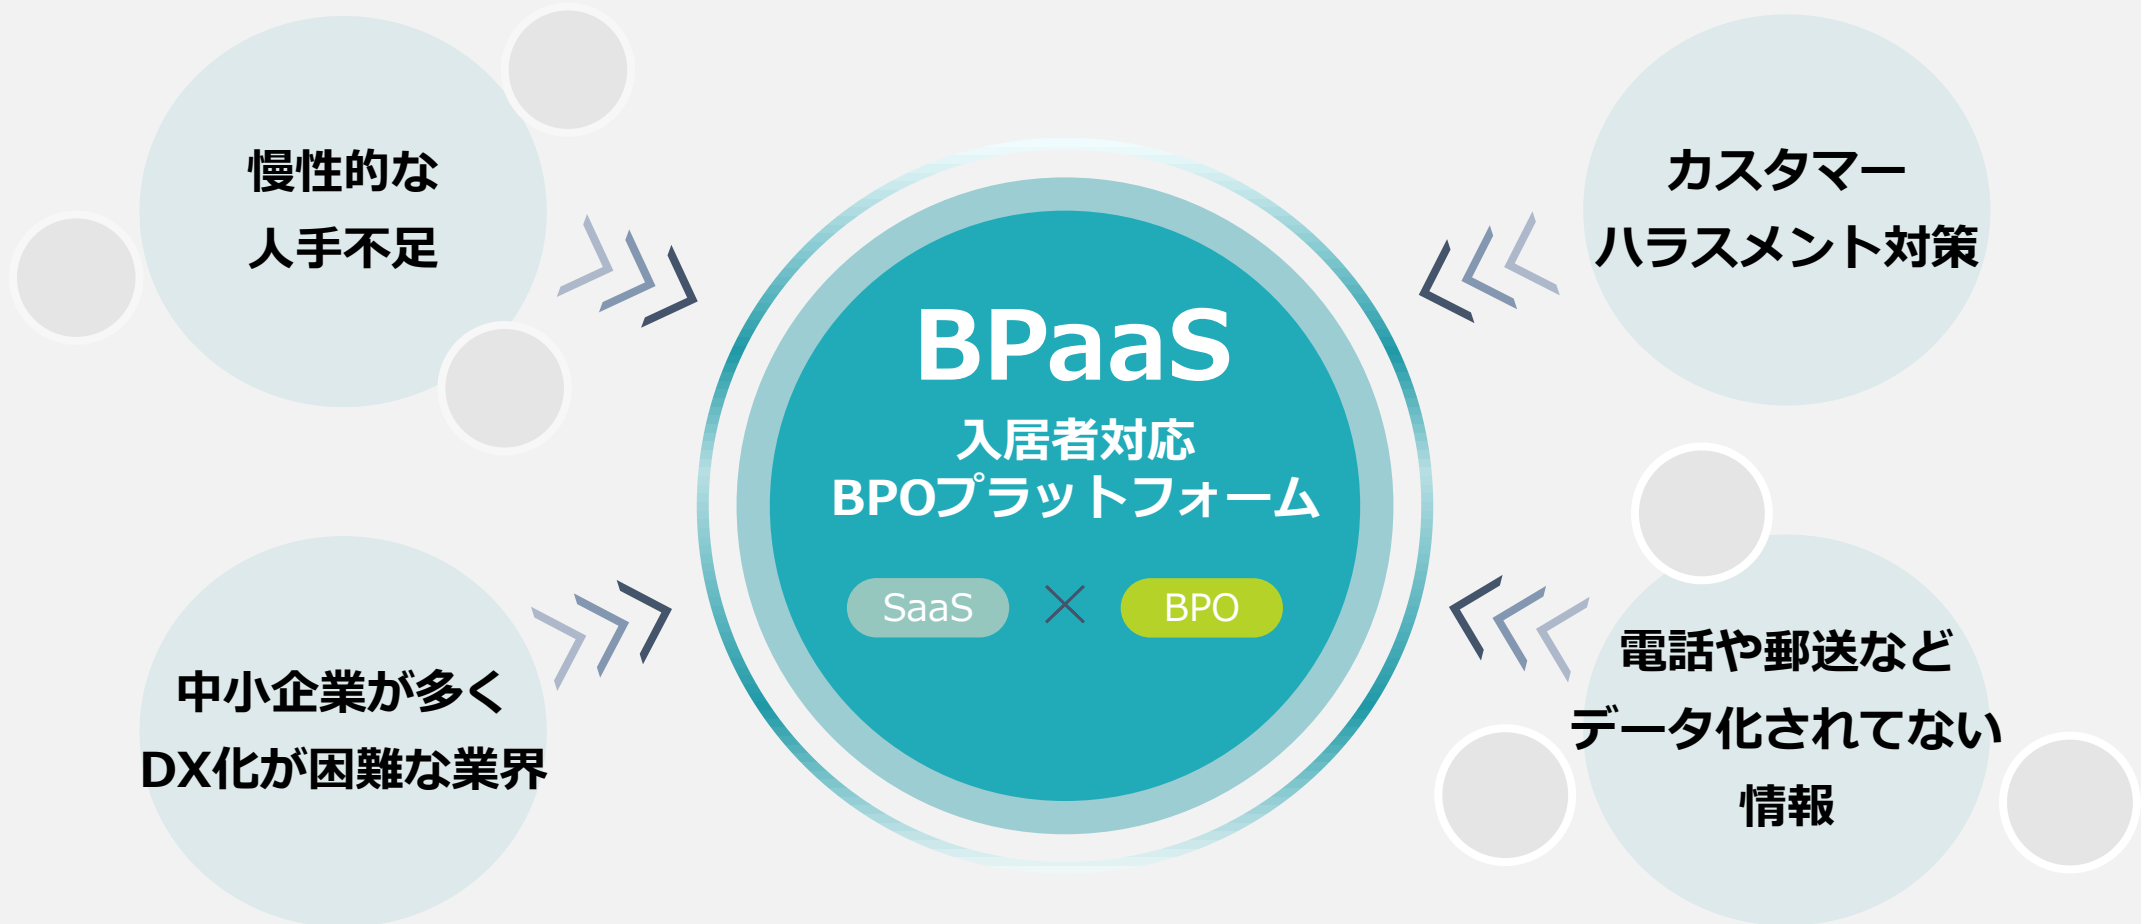 慢性的な
人手不足
カスタマー
ハラスメント対策
BPaaS
入居者対応
BPOプラットフォーム
SaaS × BPO
中小企業が多く
DX化が困難な業界
電話や郵送など
データ化されてない
情報